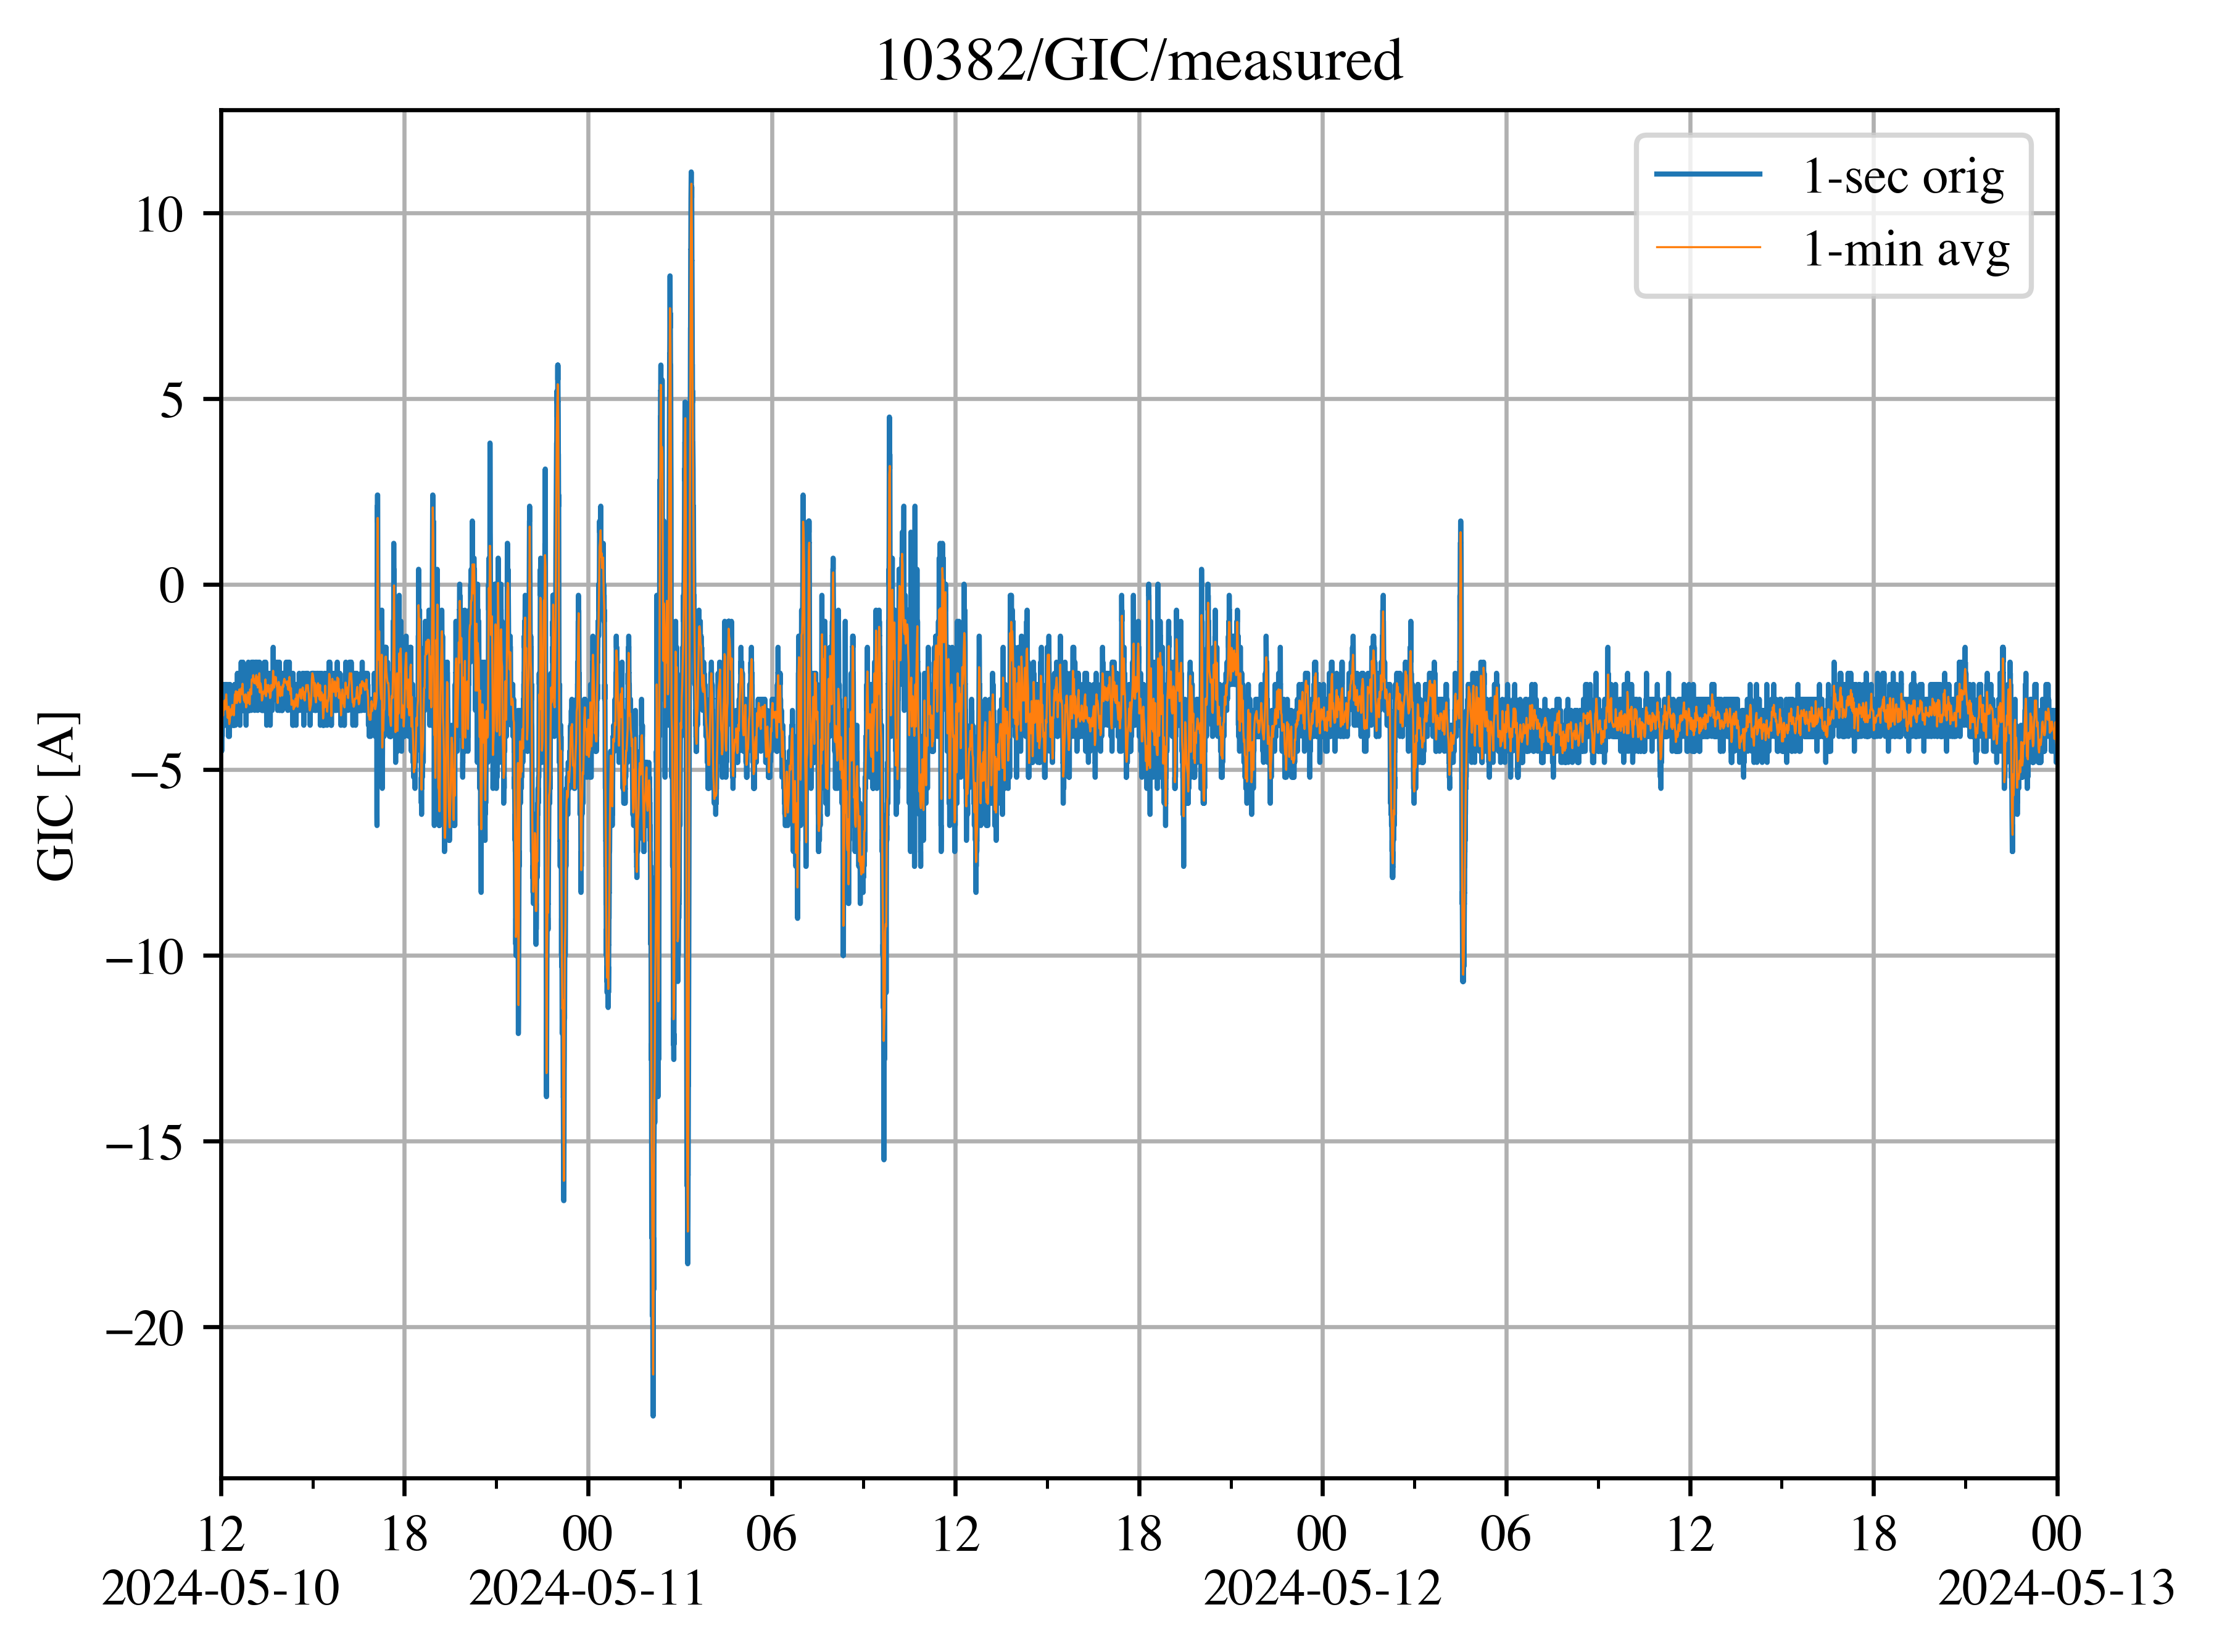 10382/GIC/measured
1-sec orig
1-min avg
GIC [A]
10
5
0
−5
−10
−15
−20
12 18 00 06 12 18 00 06 12 18 00
2024-05-10 2024-05-11 2024-05-12 2024-05-13